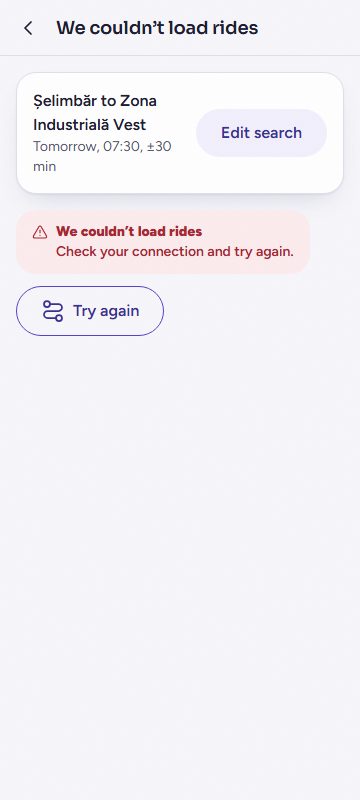 We couldn’t load rides
Șelimbăr to Zona
Industrială Vest
Tomorrow, 07:30, ±30
min
Edit search
We couldn’t load rides
Check your connection and try again.
Try again